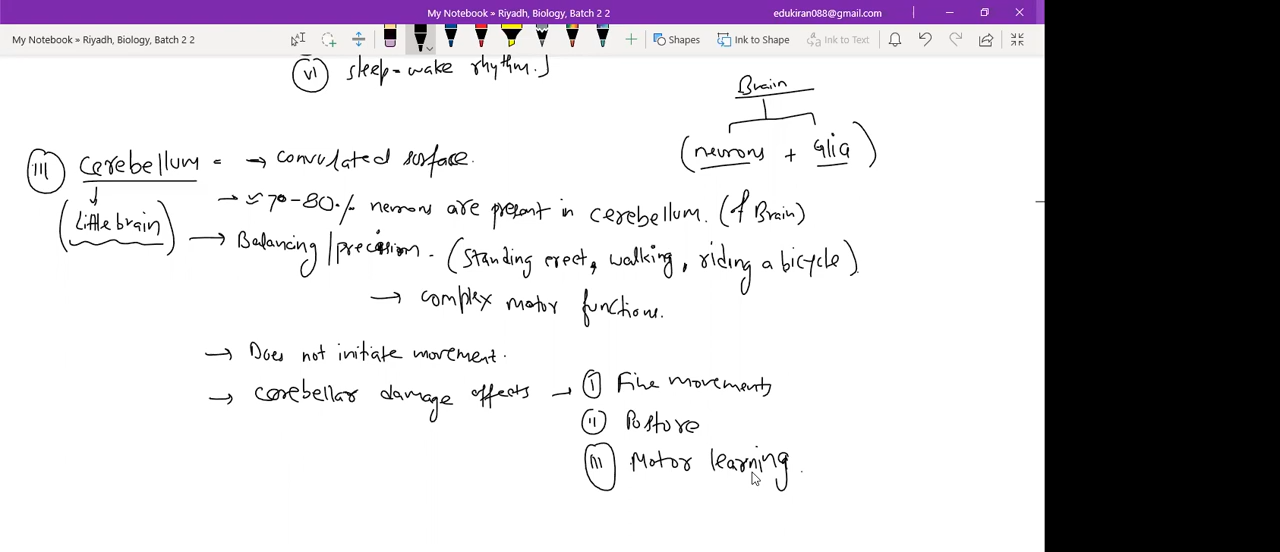 My Notebook » Riyadh, Biology, Batch 2 2
edukiran088@gmail.com
My Notebook » Riyadh, Biology, Batch 2 2
Shapes
Ink to Shape
Ink to Text
vi sleep-wake rhythm.]
Brain
(neurons + Glia)
III Cerebellum - → convulated surface.
(Little brain)
→ ≈ 70-80% neurons are present in cerebellum. (of Brain)
→ Balancing/precision. (standing erect, walking, riding a bicycle).
→ complex motor functions.
→ Does not initiate movement.
→ cerebellar damage effects → I Fine movements
II Posture
III Motor learning.